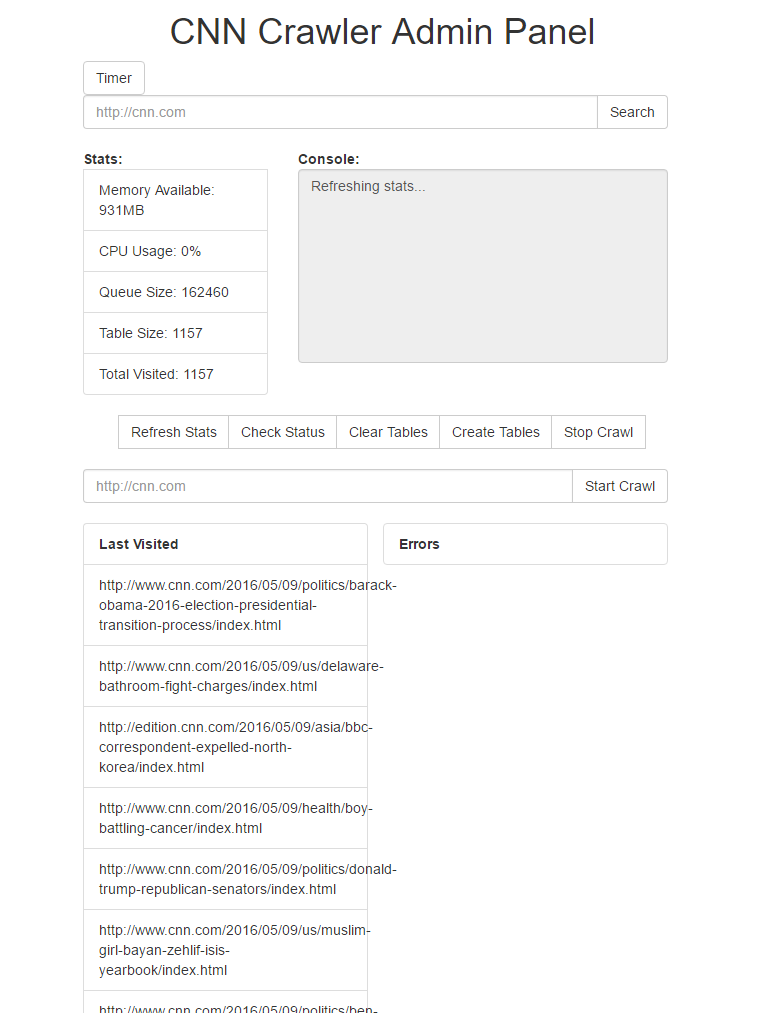 CNN Crawler Admin Panel
Timer
http://cnn.com
Search
Stats:
Memory Available:
931MB
CPU Usage: 0%
Queue Size: 162460
Table Size: 1157
Total Visited: 1157
Console:
Refreshing stats...
Refresh Stats
Check Status
Clear Tables
Create Tables
Stop Crawl
http://cnn.com
Start Crawl
Last Visited
http://www.cnn.com/2016/05/09/politics/barack-
obama-2016-election-presidential-
transition-process/index.html
http://www.cnn.com/2016/05/09/us/delaware-
bathroom-fight-charges/index.html
http://edition.cnn.com/2016/05/09/asia/bbc-
correspondent-expelled-north-
korea/index.html
http://www.cnn.com/2016/05/09/health/boy-
battling-cancer/index.html
http://www.cnn.com/2016/05/09/politics/donald-
trump-republican-senators/index.html
http://www.cnn.com/2016/05/09/us/muslim-
girl-bayan-zehlif-isis-
yearbook/index.html
http://www.cnn.com/2016/05/09/politics/ben-
Errors